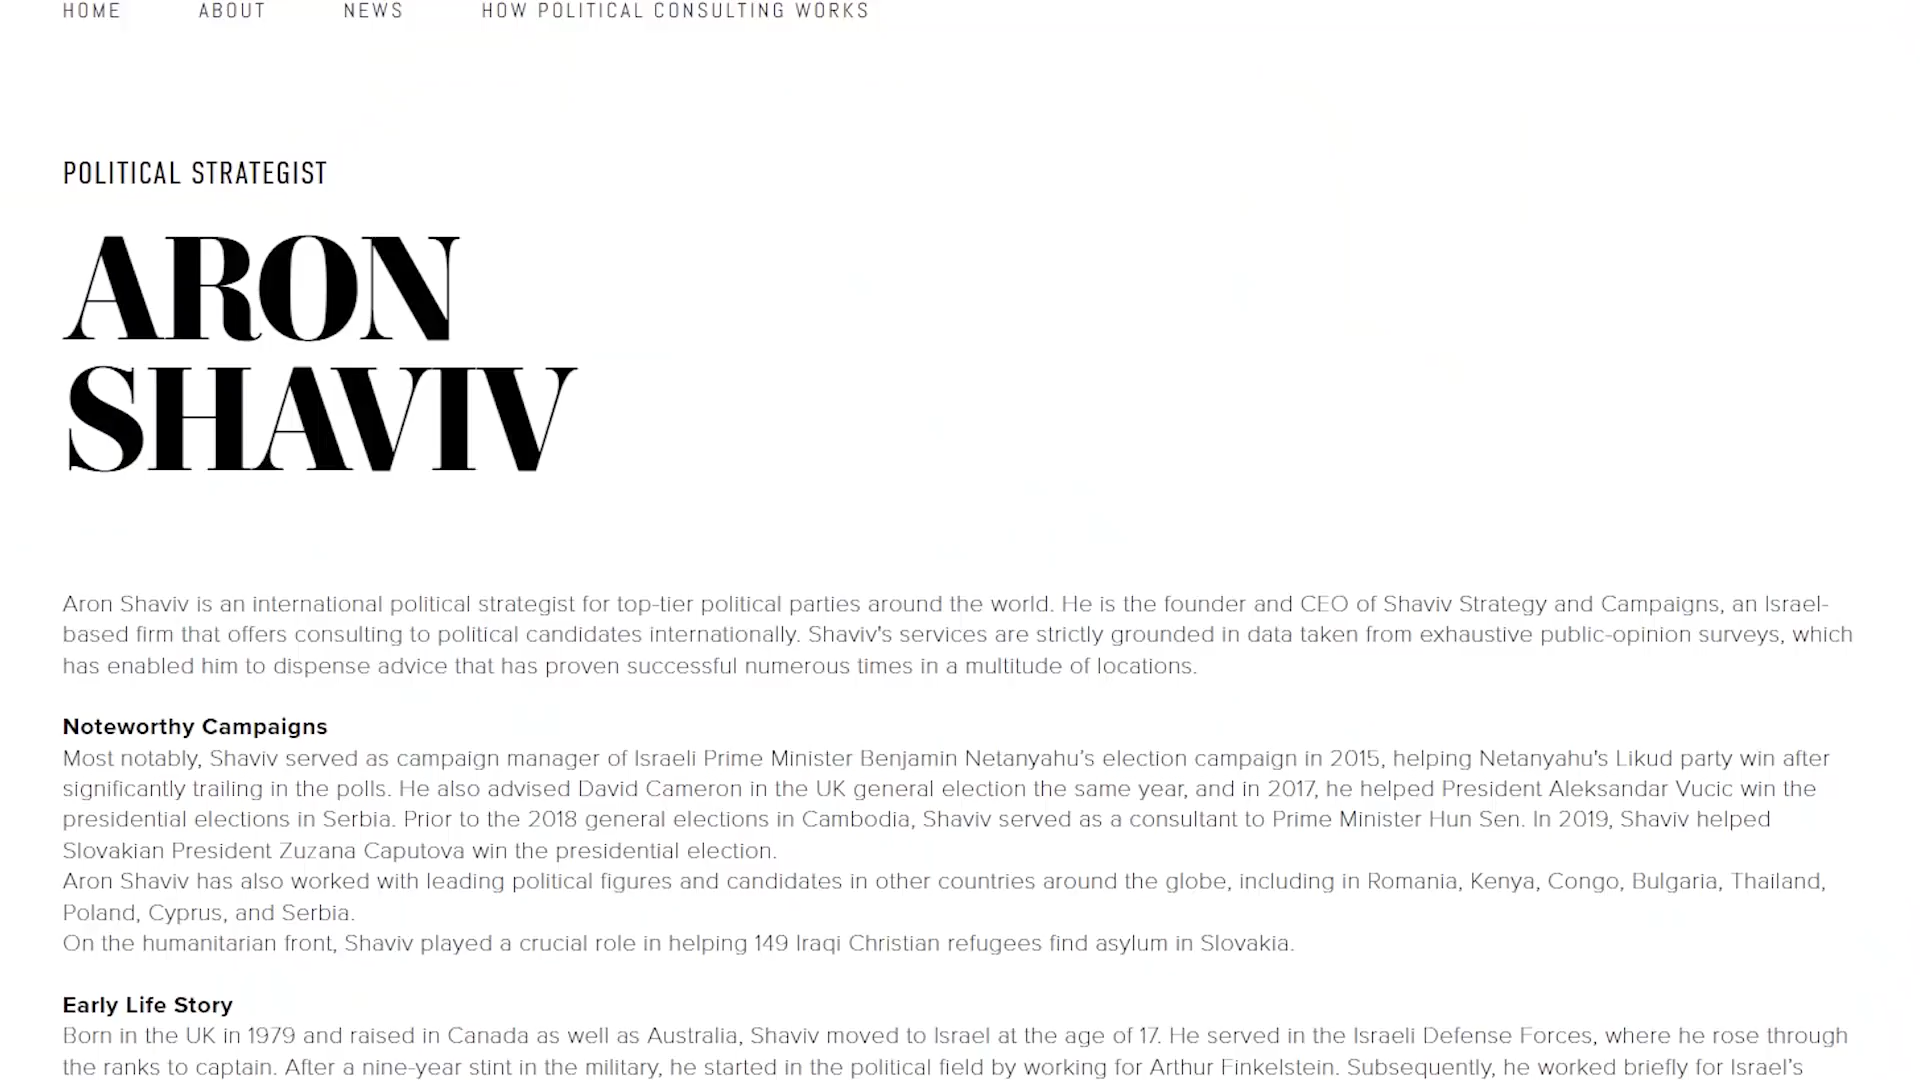 HOME ABOUT NEWS HOW POLITICAL CONSULTING WORKS
POLITICAL STRATEGIST
ARON
SHAVIV
Aron Shaviv is an international political strategist for top-tier political parties around the world. He is the founder and CEO of Shaviv Strategy and Campaigns, an Israel-
based firm that offers consulting to political candidates internationally. Shaviv's services are strictly grounded in data taken from exhaustive public-opinion surveys, which
has enabled him to dispense advice that has proven successful numerous times in a multitude of locations.
Noteworthy Campaigns
Most notably, Shaviv served as campaign manager of Israeli Prime Minister Benjamin Netanyahu's election campaign in 2015, helping Netanyahu's Likud party win after
significantly trailing in the polls. He also advised David Cameron in the UK general election the same year, and in 2017, he helped President Aleksandar Vucic win the
presidential elections in Serbia. Prior to the 2018 general elections in Cambodia, Shaviv served as a consultant to Prime Minister Hun Sen. In 2019, Shaviv helped
Slovakian President Zuzana Caputova win the presidential election.
Aron Shaviv has also worked with leading political figures and candidates in other countries around the globe, including in Romania, Kenya, Congo, Bulgaria, Thailand,
Poland, Cyprus, and Serbia.
On the humanitarian front, Shaviv played a crucial role in helping 149 Iraqi Christian refugees find asylum in Slovakia.
Early Life Story
Born in the UK in 1979 and raised in Canada as well as Australia, Shaviv moved to Israel at the age of 17. He served in the Israeli Defense Forces, where he rose through
the ranks to captain. After a nine-year stint in the military, he started in the political field by working for Arthur Finkelstein. Subsequently, he worked briefly for Israel's